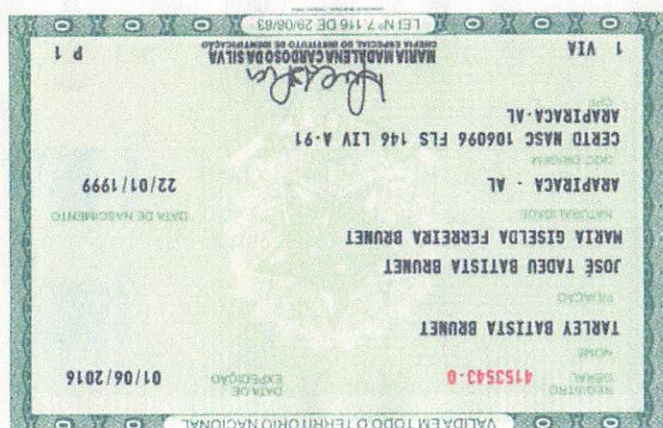 VALIDA EM TODO O TERRITÓRIO NACIONAL
REGISTRO GERAL 4153543-0 DATA DE EXPEDIÇÃO 01/06/2016
NOME
TARLEY BATISTA BRUNET
FILIAÇÃO
JOSÉ TADEU BATISTA BRUNET
MARIA GISELDA FERREIRA BRUNET
NATURALIDADE DATA DE NASCIMENTO
ARAPIRACA - AL 22/01/1999
DOC ORIGEM
CERTD NASC 106096 FLS 146 LIV A-91
ARAPIRACA-AL
CPF
MARIA MADALENA CARDOSO DA SILVA
CHEFIA ESPECIAL DO INSTITUTO DE IDENTIFICAÇÃO
1 VIA P 1
LEI Nº 7.116 DE 29/08/83